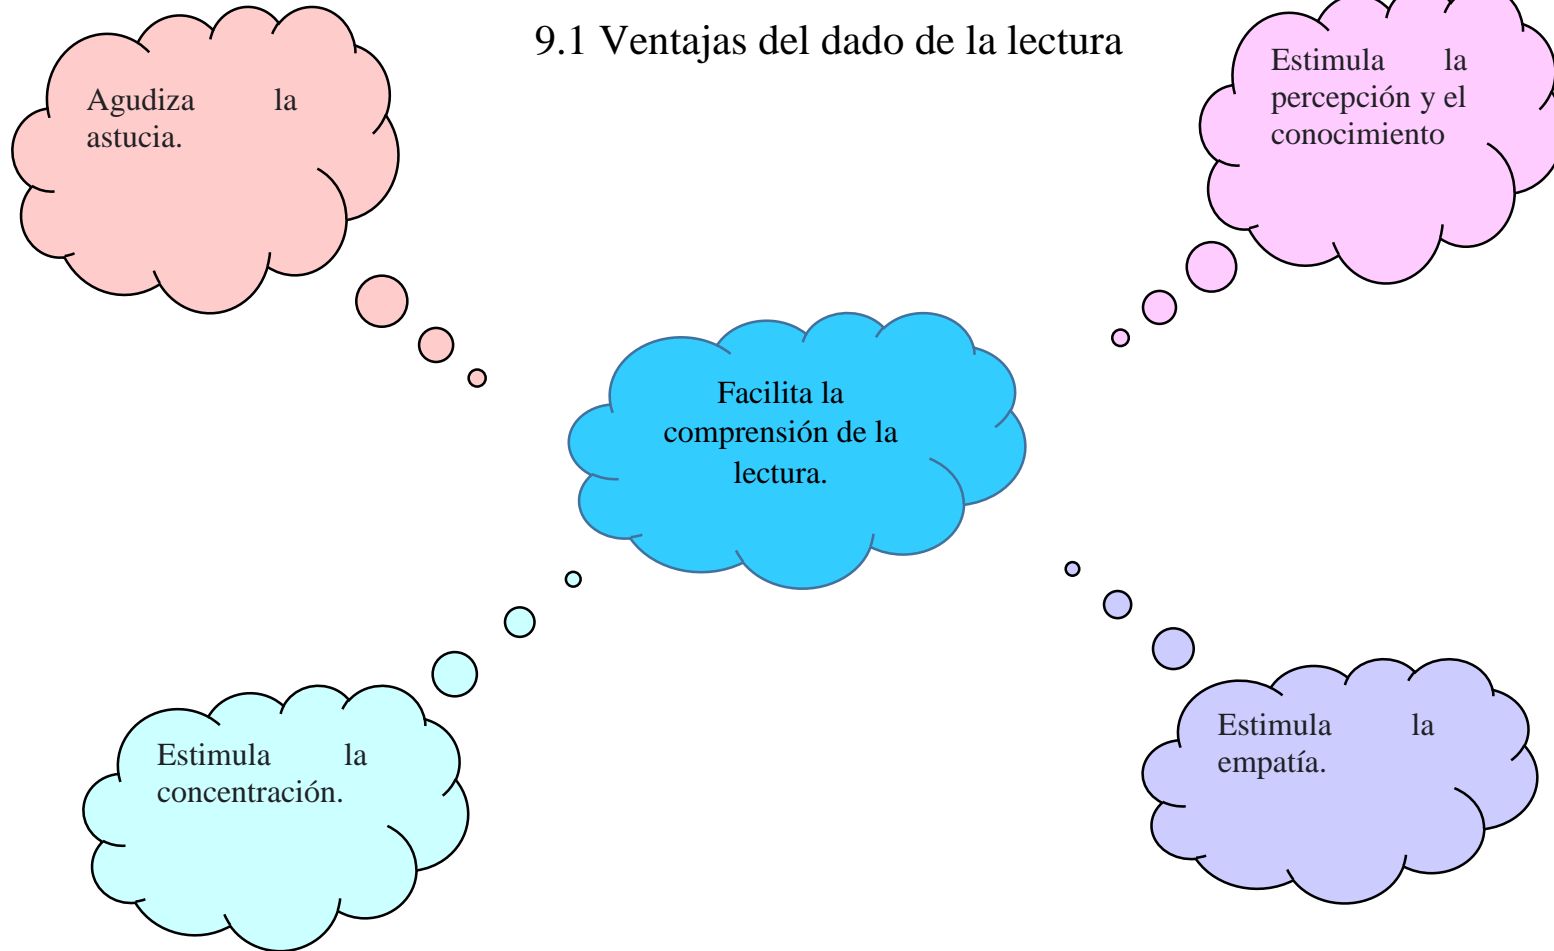 9.1 Ventajas del dado de la lectura
Agudiza la
astucia.
Estimula la
percepción y el
conocimiento
Facilita la
comprensión de la
lectura.
Estimula la
concentración.
Estimula la
empatía.